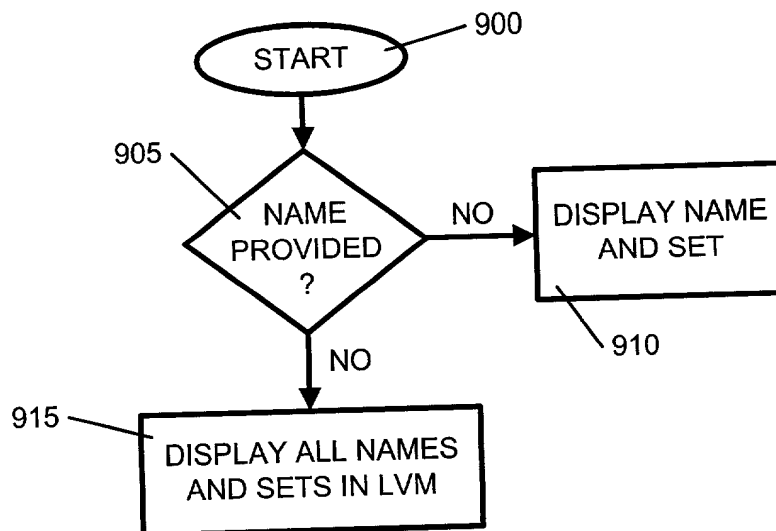 START
900
905
NAME
PROVIDED
?
NO
DISPLAY NAME
AND SET
910
NO
915
DISPLAY ALL NAMES
AND SETS IN LVM